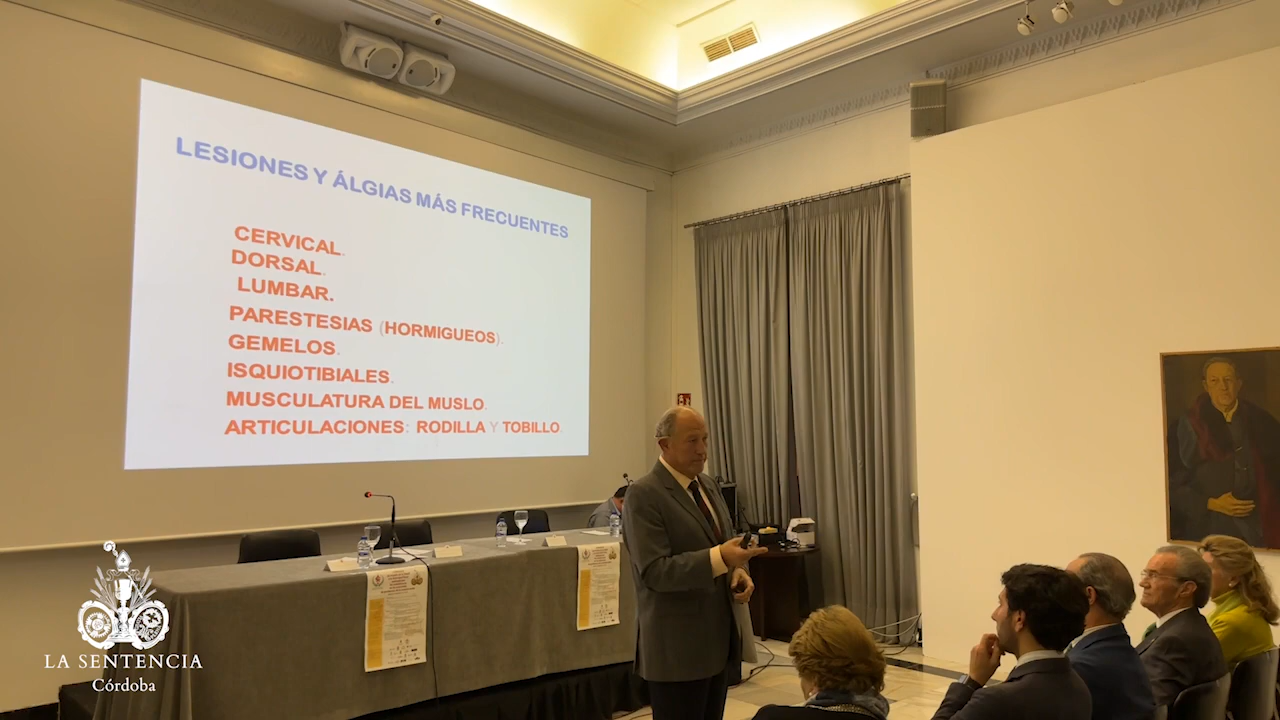 LESIONES Y ÁLGIAS MÁS FRECUENTES
CERVICAL.
DORSAL.
LUMBAR.
PARESTESIAS (HORMIGUEOS).
GEMELOS.
ISQUIOTIBIALES.
MUSCULATURA DEL MUSLO.
ARTICULACIONES: RODILLA Y TOBILLO.
LA SENTENCIA
Córdoba